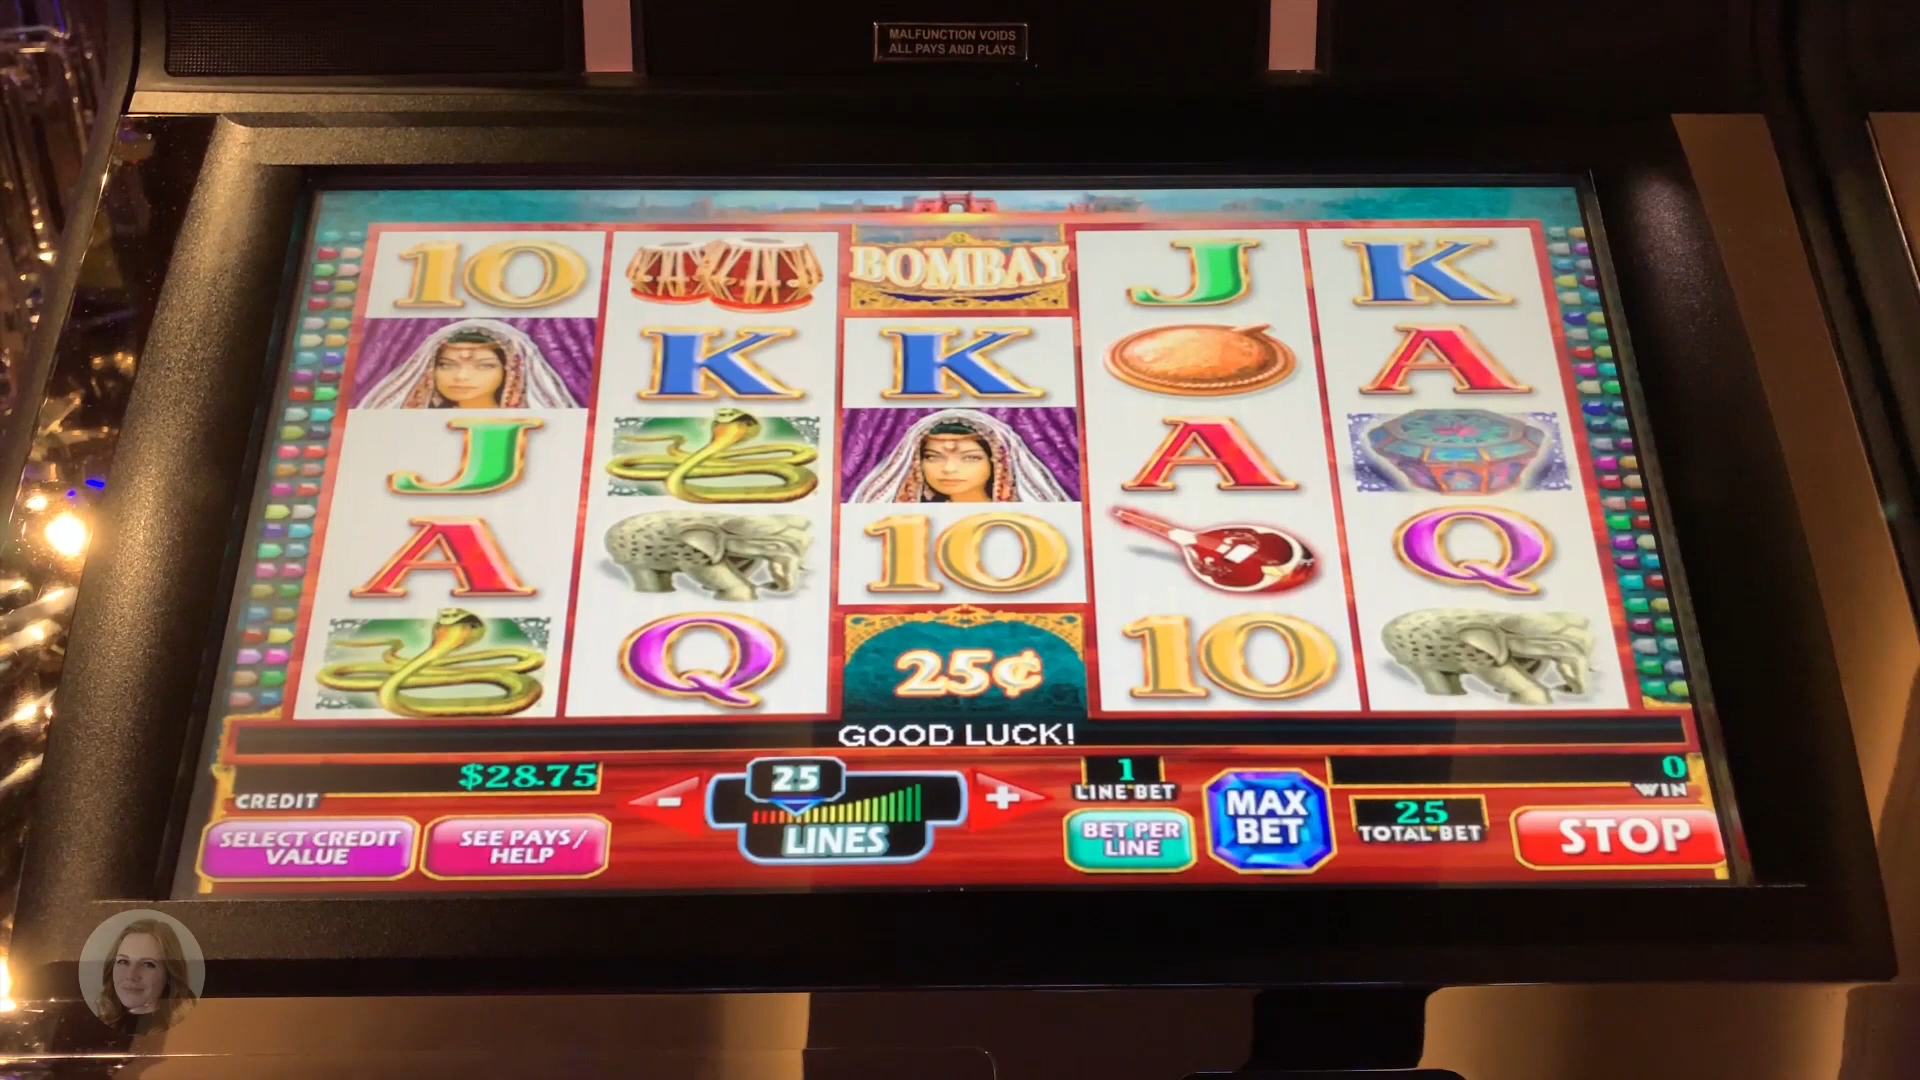 MALFUNCTION VOIDS
ALL PAYS AND PLAYS
10
BOMBAY
J
K
K
K
A
J
A
A
10
Q
Q
25¢
10
GOOD LUCK!
$28.75
CREDIT
SELECT CREDIT
VALUE
SEE PAYS/
HELP
-
25
LINES
+
1
LINE BET
BET PER
LINE
MAX
BET
25
TOTAL BET
0
WIN
STOP